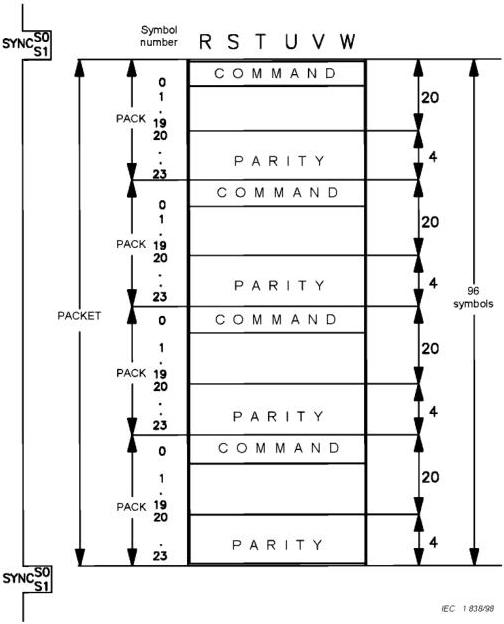 Symbol
number
R S T U V W
SYNC S0
S1
0
COMMAND
1
.
PACK 19
20
20
.
.
4
23
PARITY
0
COMMAND
1
.
PACK 19
20
20
.
.
4
23
PARITY
PACKET
96
symbols
0
COMMAND
1
.
PACK 19
20
20
.
.
4
23
PARITY
0
COMMAND
1
.
PACK 19
20
20
.
.
4
23
PARITY
SYNC S0
S1
IEC 1 838/98